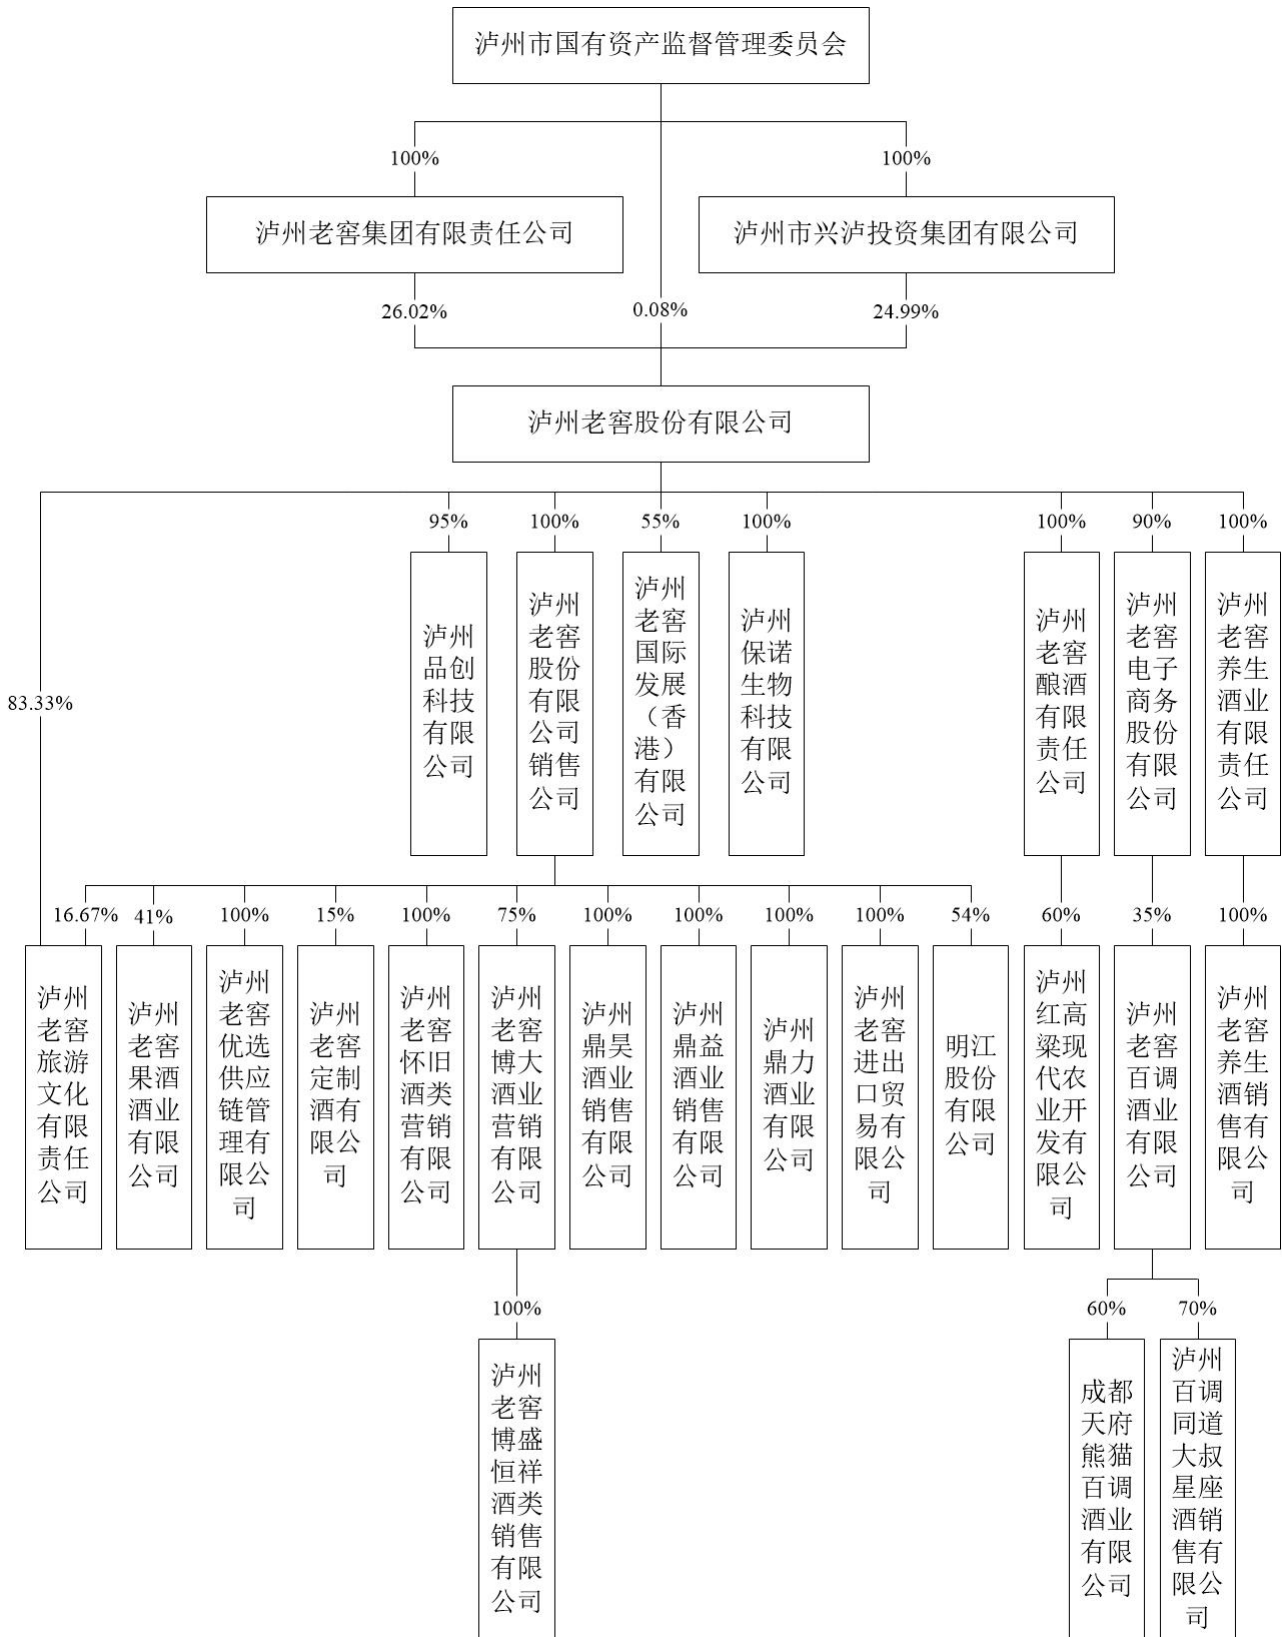 泸州市国有资产监督管理委员会
100%
100%
泸州老窖集团有限责任公司
泸州市兴泸投资集团有限公司
26.02%
0.08%
24.99%
泸州老窖股份有限公司
83.33%
95%
100%
55%
100%
100%
90%
100%
泸州
品创
科技
有限
公司
泸州
老窖
股份
有限
公司
销售
公司
泸州
老窖
国际
发展
（香
港）
有限
公司
泸州
保诺
生物
科技
有限
公司
泸州
老窖
酿酒
有限
责任
公司
泸州
老窖
电子
商务
股份
有限
公司
泸州
老窖
养生
酒业
有限
责任
公司
16.67%
41%
100%
15%
100%
75%
100%
100%
100%
100%
54%
60%
35%
100%
泸州
老窖
旅游
文化
有限
责任
公司
泸州
老窖
果酒
酒业
有限
公司
泸州
老窖
优选
供应
链管
理有
限公
司
泸州
老窖
定制
酒有
限公
司
泸州
老窖
怀旧
酒类
营销
有限
公司
泸州
老窖
博大
酒业
营销
有限
公司
泸州
鼎昊
酒业
销售
有限
公司
泸州
鼎益
酒业
销售
有限
公司
泸州
鼎力
酒业
有限
公司
泸州
老窖
进出
口贸
易有
限公
司
明江
股份
有限
公司
泸州
红高
粱现
代农
业开
发有
限公
司
泸州
老窖
百调
酒业
有限
公司
泸州
老窖
养生
酒销
售有
限公
司
100%
60%
70%
泸州
老窖
博盛
恒祥
酒类
销售
有限
公司
成都
天府
熊猫
百调
酒业
有限
公司
泸州
百调
同道
大叔
星座
酒销
售有
限公
司